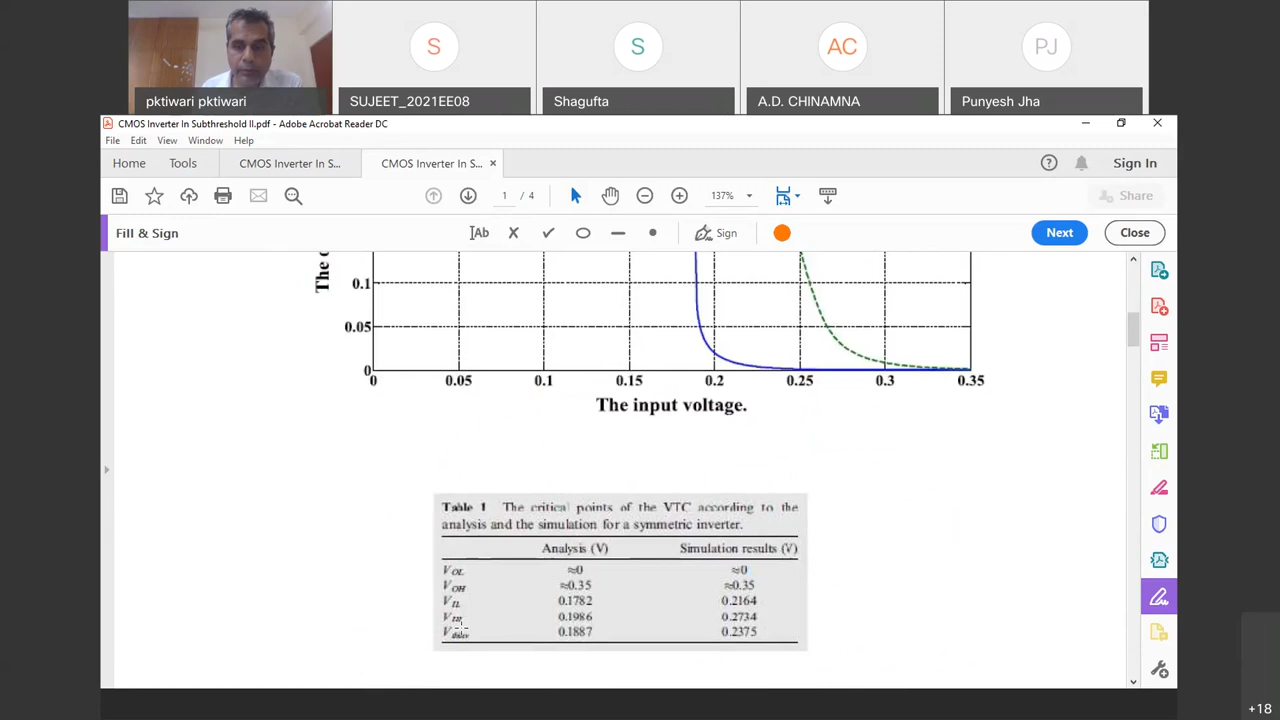 S
S
AC
PJ
pktiwari pktiwari
SUJEET_2021EE08
Shagufta
A.D. CHINAMNA
Punyesh Jha
CMOS Inverter In Subthreshold II.pdf - Adobe Acrobat Reader DC
File Edit View Window Help
Home Tools CMOS Inverter In S... CMOS Inverter In S... × Sign In
1 / 4 137% Share
Fill & Sign Ab Sign Next Close
The
0.1
0.05
0
0 0.05 0.1 0.15 0.2 0.25 0.3 0.35
The input voltage.
Table 1 The critical points of the VTC according to the
analysis and the simulation for a symmetric inverter.
Analysis (V) Simulation results (V)
VOL ≈0 ≈0
VOH ≈0.35 ≈0.35
VIL 0.1782 0.2164
VIH 0.1986 0.2734
0.1887 0.2375
+18